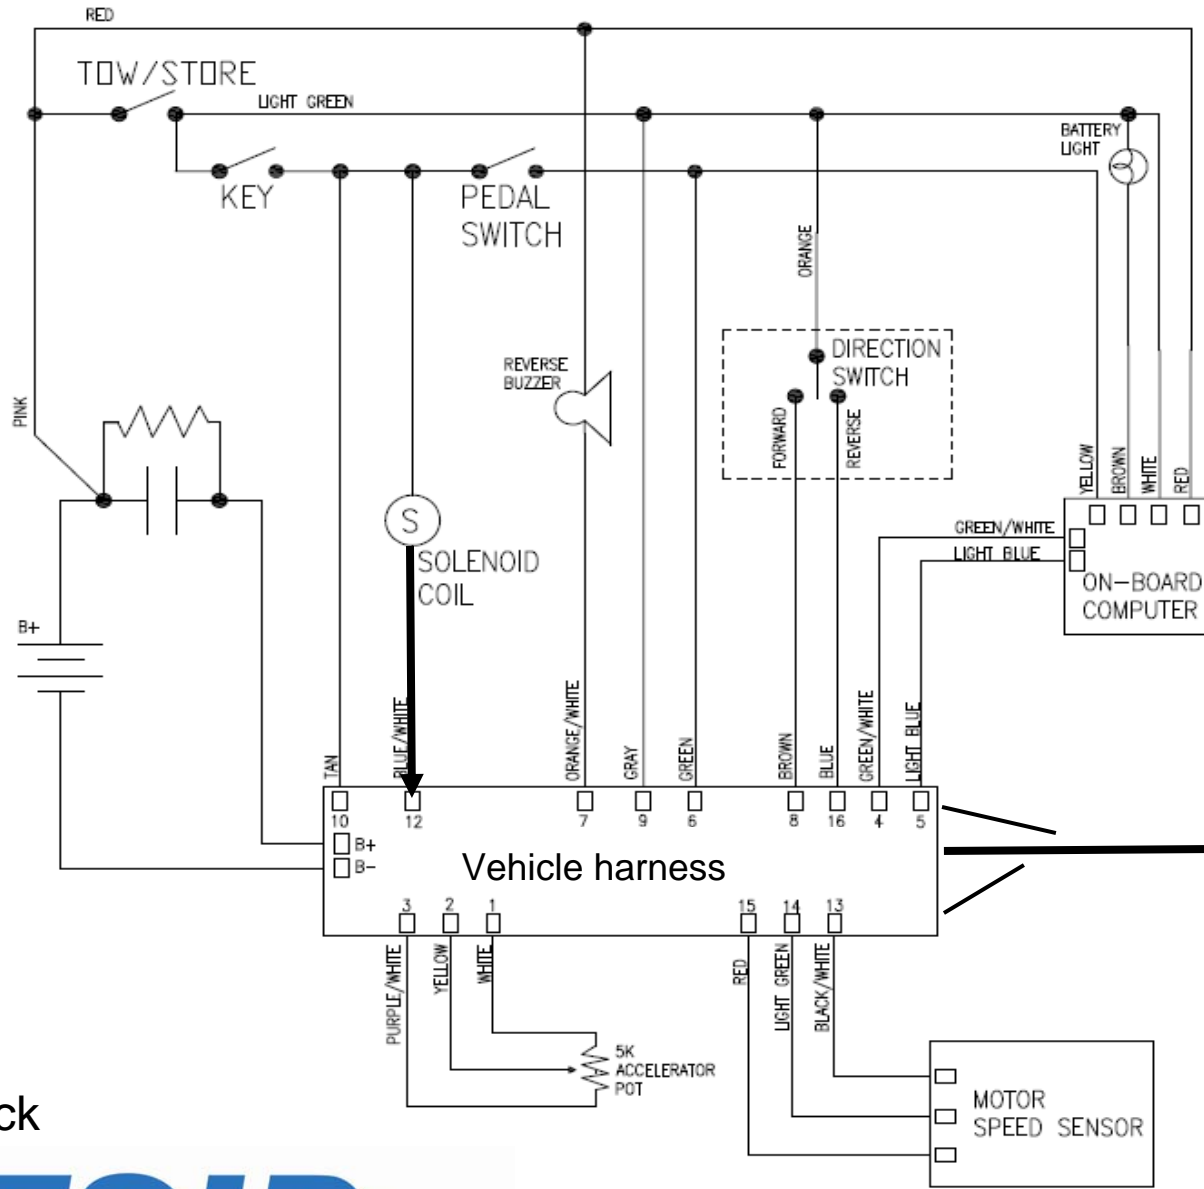 RED
TOW/STORE
LIGHT GREEN
BATTERY
LIGHT
KEY
PEDAL
SWITCH
ORANGE
DIRECTION
SWITCH
REVERSE
BUZZER
PINK
FORWARD
REVERSE
YELLOW
BROWN
WHITE
RED
GREEN/WHITE
LIGHT BLUE
S
SOLENOID
COIL
ON-BOARD
COMPUTER
B+
TAN
BLUE/WHITE
ORANGE/WHITE
GRAY
GREEN
BROWN
BLUE
GREEN/WHITE
LIGHT BLUE
10
12
7
9
6
8
16
4
5
B+
B-
Vehicle harness
3
2
1
15
14
13
PURPLE/WHITE
YELLOW
WHITE
RED
LIGHT GREEN
BLACK/WHITE
5K
ACCELERATOR
POT
MOTOR
SPEED SENSOR
ck